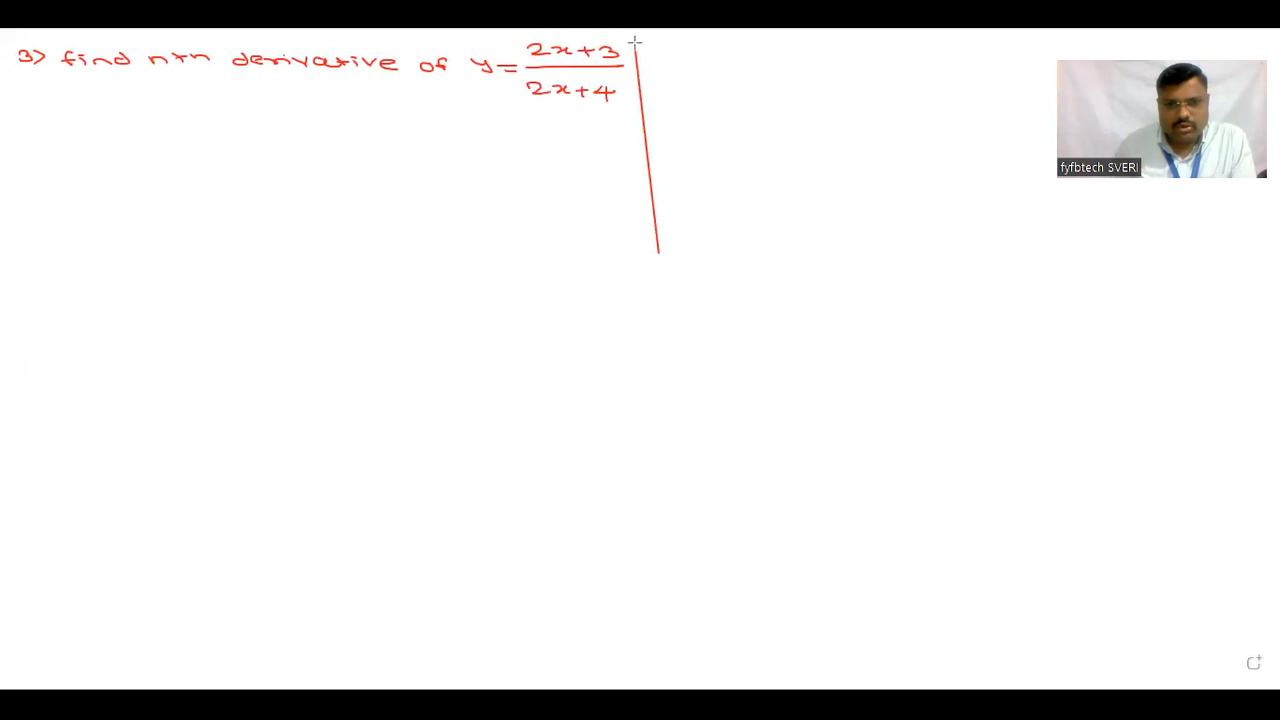 3> find nth derivative of y = 2x+3 / 2x+4
fyfbtech SVERI